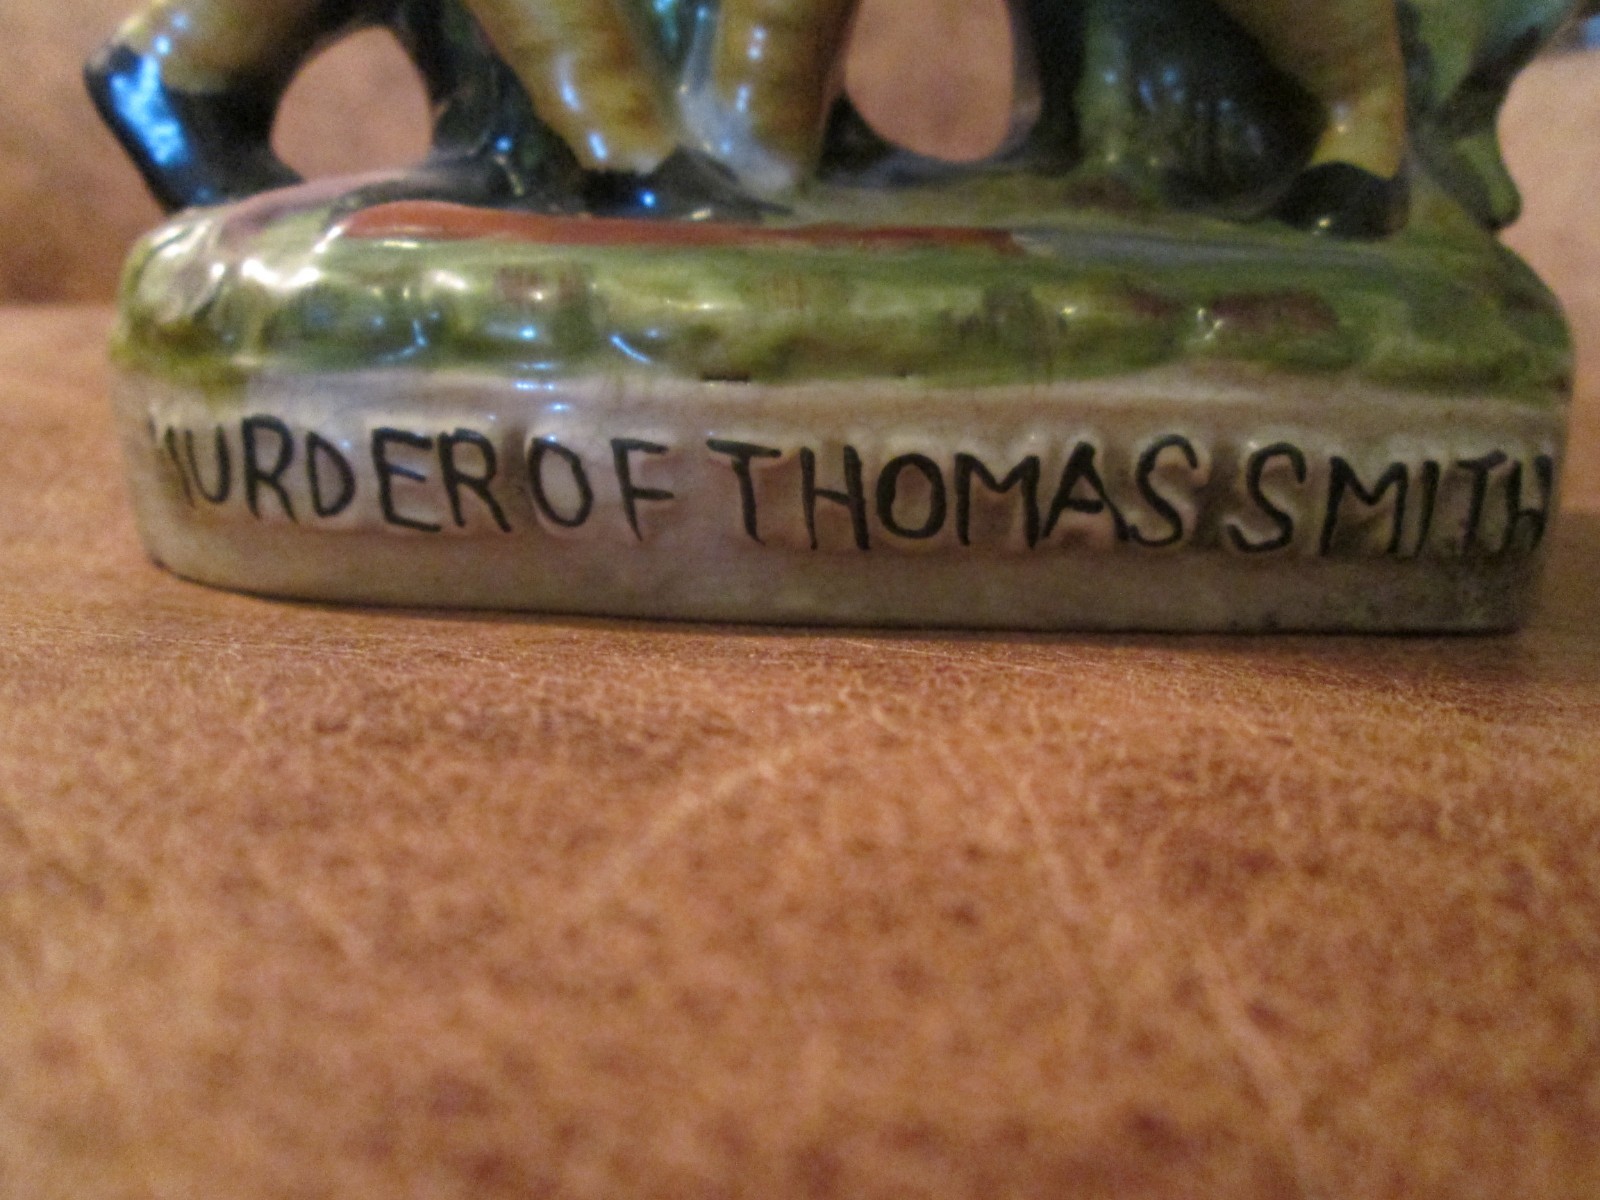 MURDER OF THOMAS SMITH